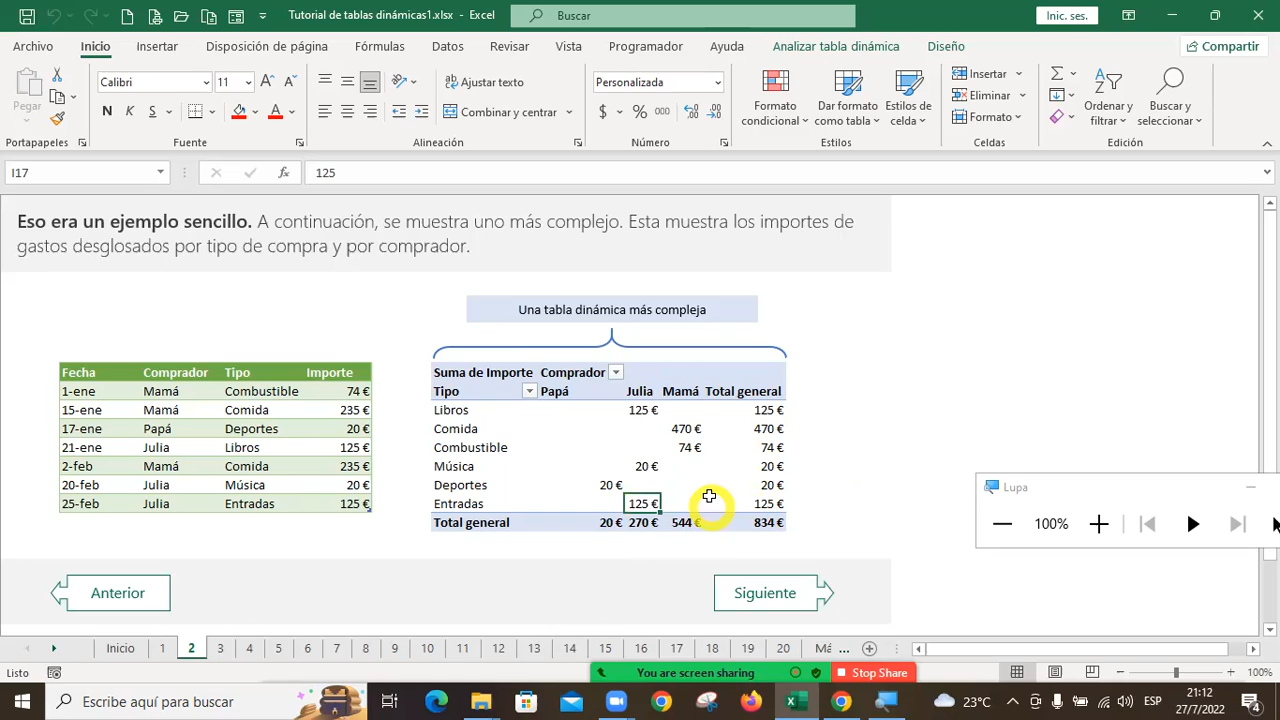 Tutorial de tablas dinámicas1.xlsx - Excel
Buscar
Inic. ses.
Archivo Inicio Insertar Disposición de página Fórmulas Datos Revisar Vista Programador Ayuda Analizar tabla dinámica Diseño Compartir
Pegar
Portapapeles
Calibri 11
N K S
Fuente
Ajustar texto
Combinar y centrar
Alineación
Personalizada
$ % 000
Número
Formato condicional
Dar formato como tabla
Estilos de celda
Estilos
Insertar
Eliminar
Formato
Celdas
Ordenar y filtrar
Buscar y seleccionar
Edición
I17 fx 125
Eso era un ejemplo sencillo. A continuación, se muestra uno más complejo. Esta muestra los importes de
gastos desglosados por tipo de compra y por comprador.
Una tabla dinámica más compleja
Fecha Comprador Tipo Importe
1-ene Mamá Combustible 74 €
15-ene Mamá Comida 235 €
17-ene Papá Deportes 20 €
21-ene Julia Libros 125 €
2-feb Mamá Comida 235 €
20-feb Julia Música 20 €
25-feb Julia Entradas 125 €
Suma de Importe Comprador
Tipo Papá Julia Mamá Total general
Libros 125 € 125 €
Comida 470 € 470 €
Combustible 74 € 74 €
Música 20 € 20 €
Deportes 20 € 20 €
Entradas 125 € 125 €
Total general 20 € 270 € 544 € 834 €
Lupa
100%
Anterior
Siguiente
Inicio 1 2 3 4 5 6 7 8 9 10 11 12 13 14 15 16 17 18 19 20 Má ...
Listo
You are screen sharing
Stop Share
100%
Escribe aquí para buscar
23°C
ESP
21:12
27/7/2022
4